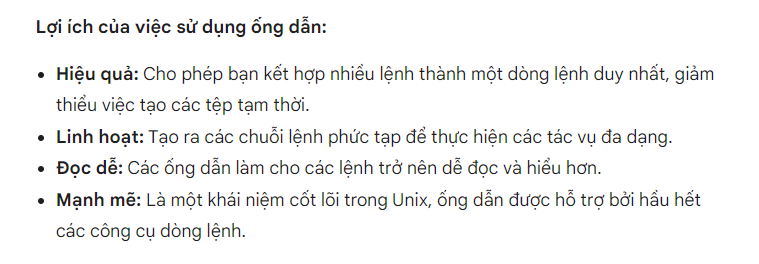 Lợi ích của việc sử dụng ống dẫn:
• Hiệu quả: Cho phép bạn kết hợp nhiều lệnh thành một dòng lệnh duy nhất, giảm
thiểu việc tạo các tệp tạm thời.
• Linh hoạt: Tạo ra các chuỗi lệnh phức tạp để thực hiện các tác vụ đa dạng.
• Đọc dễ: Các ống dẫn làm cho các lệnh trở nên dễ đọc và hiểu hơn.
• Mạnh mẽ: Là một khái niệm cốt lõi trong Unix, ống dẫn được hỗ trợ bởi hầu hết
các công cụ dòng lệnh.